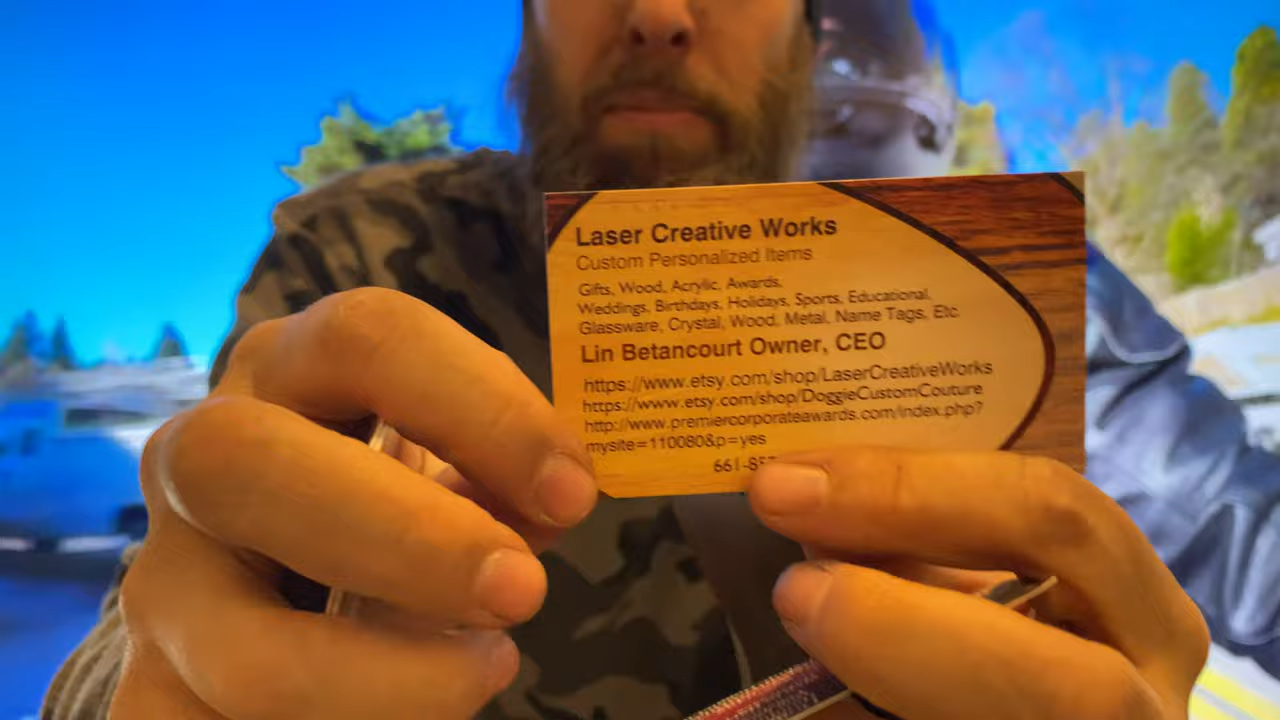 Laser Creative Works
Custom Personalized Items
Gifts, Wood, Acrylic, Awards,
Weddings, Birthdays, Holidays, Sports, Educational,
Glassware, Crystal, Wood, Metal, Name Tags, Etc.
Lin Betancourt Owner, CEO
https://www.etsy.com/shop/LaserCreativeWorks
https://www.etsy.com/shop/DoggieCustomCouture
http://www.premiercorporateawards.com/index.php?
mysite=110080&p=yes
661-85